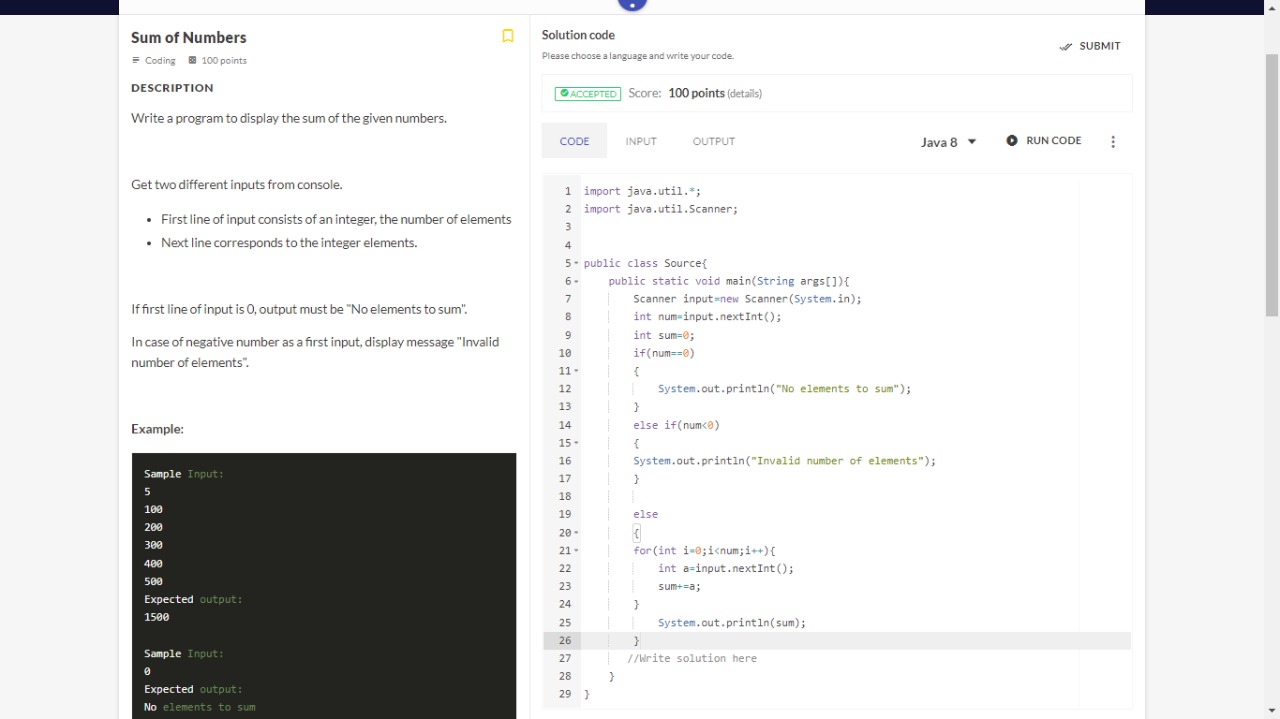 Sum of Numbers
Coding 100 points
DESCRIPTION
Write a program to display the sum of the given numbers.
Get two different inputs from console.
• First line of input consists of an integer, the number of elements
• Next line corresponds to the integer elements.
If first line of input is 0, output must be "No elements to sum".
In case of negative number as a first input, display message "Invalid
number of elements".
Example:
Sample Input:
5
100
200
300
400
500
Expected output:
1500
Sample Input:
0
Expected output:
No elements to sum
Solution code
Please choose a language and write your code.
SUBMIT
ACCEPTED Score: 100 points (details)
CODE INPUT OUTPUT Java 8 RUN CODE
1 import java.util.*;
2 import java.util.Scanner;
3
4
5 public class Source{
6 public static void main(String args[]){
7 Scanner input=new Scanner(System.in);
8 int num=input.nextInt();
9 int sum=0;
10 if(num==0)
11 {
12 System.out.println("No elements to sum");
13 }
14 else if(num<0)
15 {
16 System.out.println("Invalid number of elements");
17 }
18
19 else
20 {
21 for(int i=0;i<num;i++){
22 int a=input.nextInt();
23 sum+=a;
24 }
25 System.out.println(sum);
26 }
27 //Write solution here
28 }
29 }